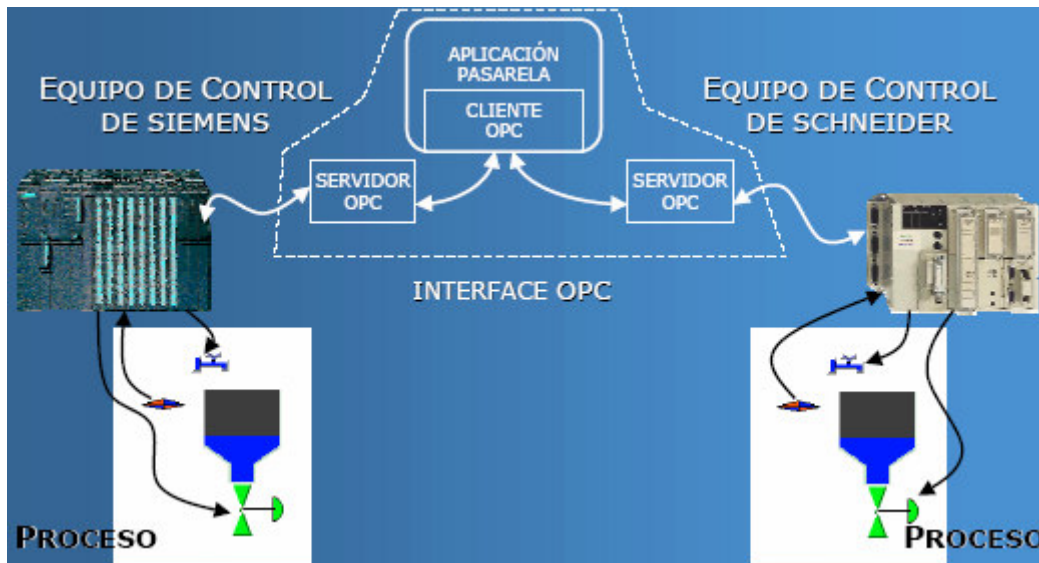 APLICACIÓN
PASARELA
CLIENTE
OPC
EQUIPO DE CONTROL
DE SIEMENS
EQUIPO DE CONTROL
DE SCHNEIDER
SERVIDOR
OPC
SERVIDOR
OPC
INTERFACE OPC
PROCESO
PROCESO